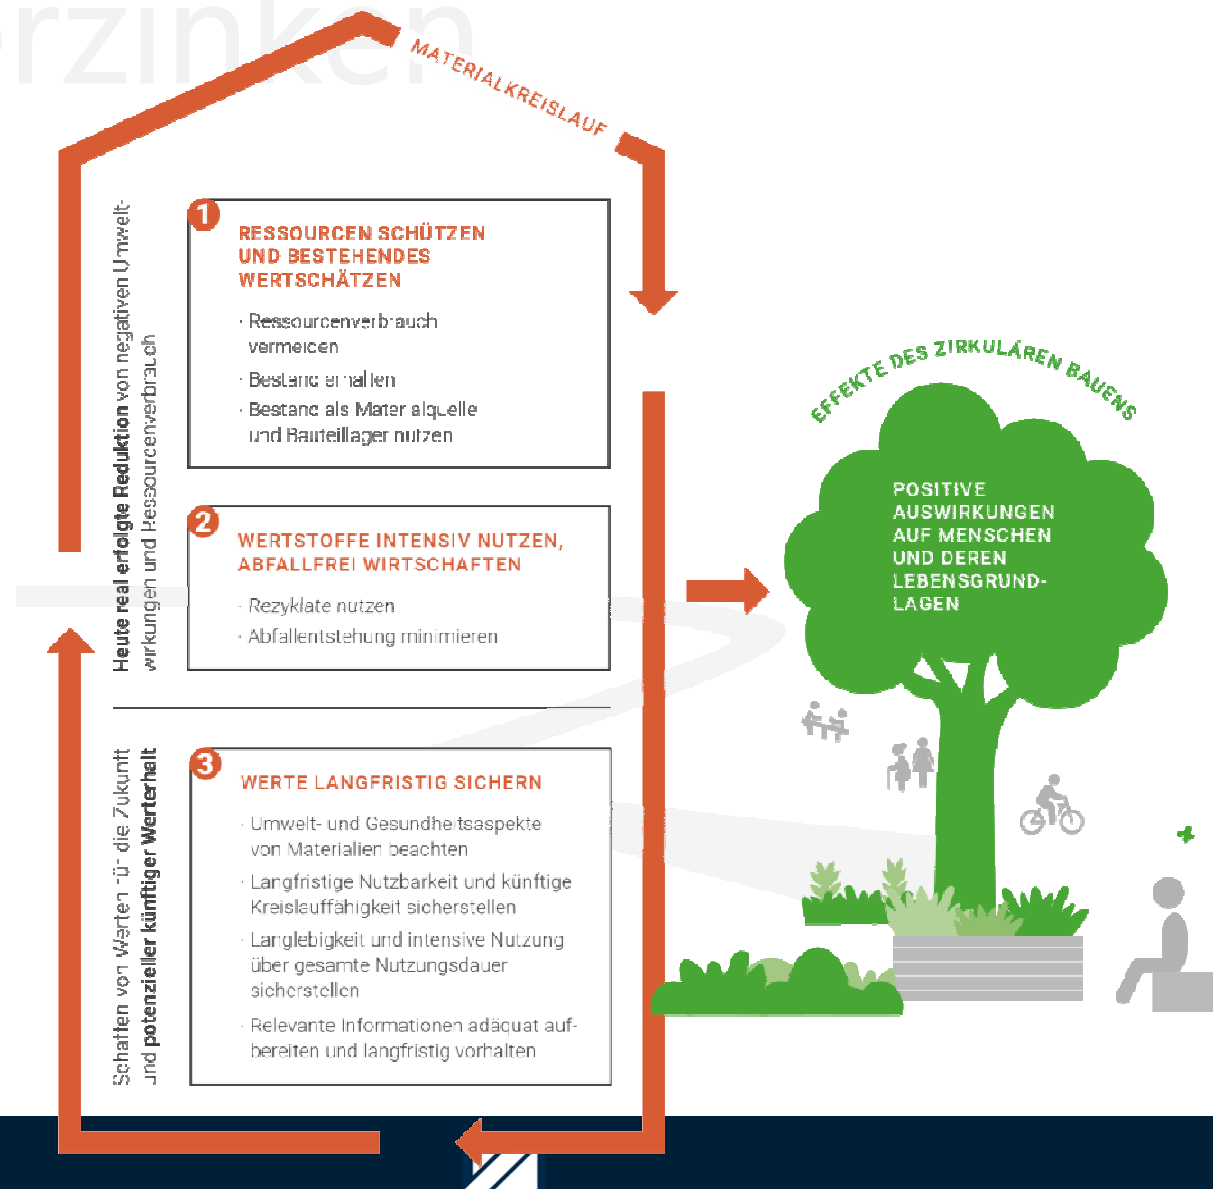 erzinken
MATERIALKREISLAUF
Heute real erfolgte Reduktion von negativen Umwelt-
wirkungen und Ressourcenverbrauch
1
RESSOURCEN SCHÜTZEN
UND BESTEHENDES
WERTSCHÄTZEN
· Ressourcenverbrauch
vermeiden
· Bestand erhalten
· Bestand als Materialquelle
und Bauteillager nutzen
2
WERTSTOFFE INTENSIV NUTZEN,
ABFALLFREI WIRTSCHAFTEN
· Rezyklate nutzen
· Abfallentstehung minimieren
Schaffen von Werten für die Zukunft
und potenzieller künftiger Werterhalt
3
WERTE LANGFRISTIG SICHERN
· Umwelt- und Gesundheitsaspekte
von Materialien beachten
· Langfristige Nutzbarkeit und künftige
Kreislauffähigkeit sicherstellen
· Langlebigkeit und intensive Nutzung
über gesamte Nutzungsdauer
sicherstellen
· Relevante Informationen adäquat auf-
bereiten und langfristig vorhalten
EFFEKTE DES ZIRKULÄREN BAUENS
POSITIVE
AUSWIRKUNGEN
AUF MENSCHEN
UND DEREN
LEBENSGRUND-
LAGEN